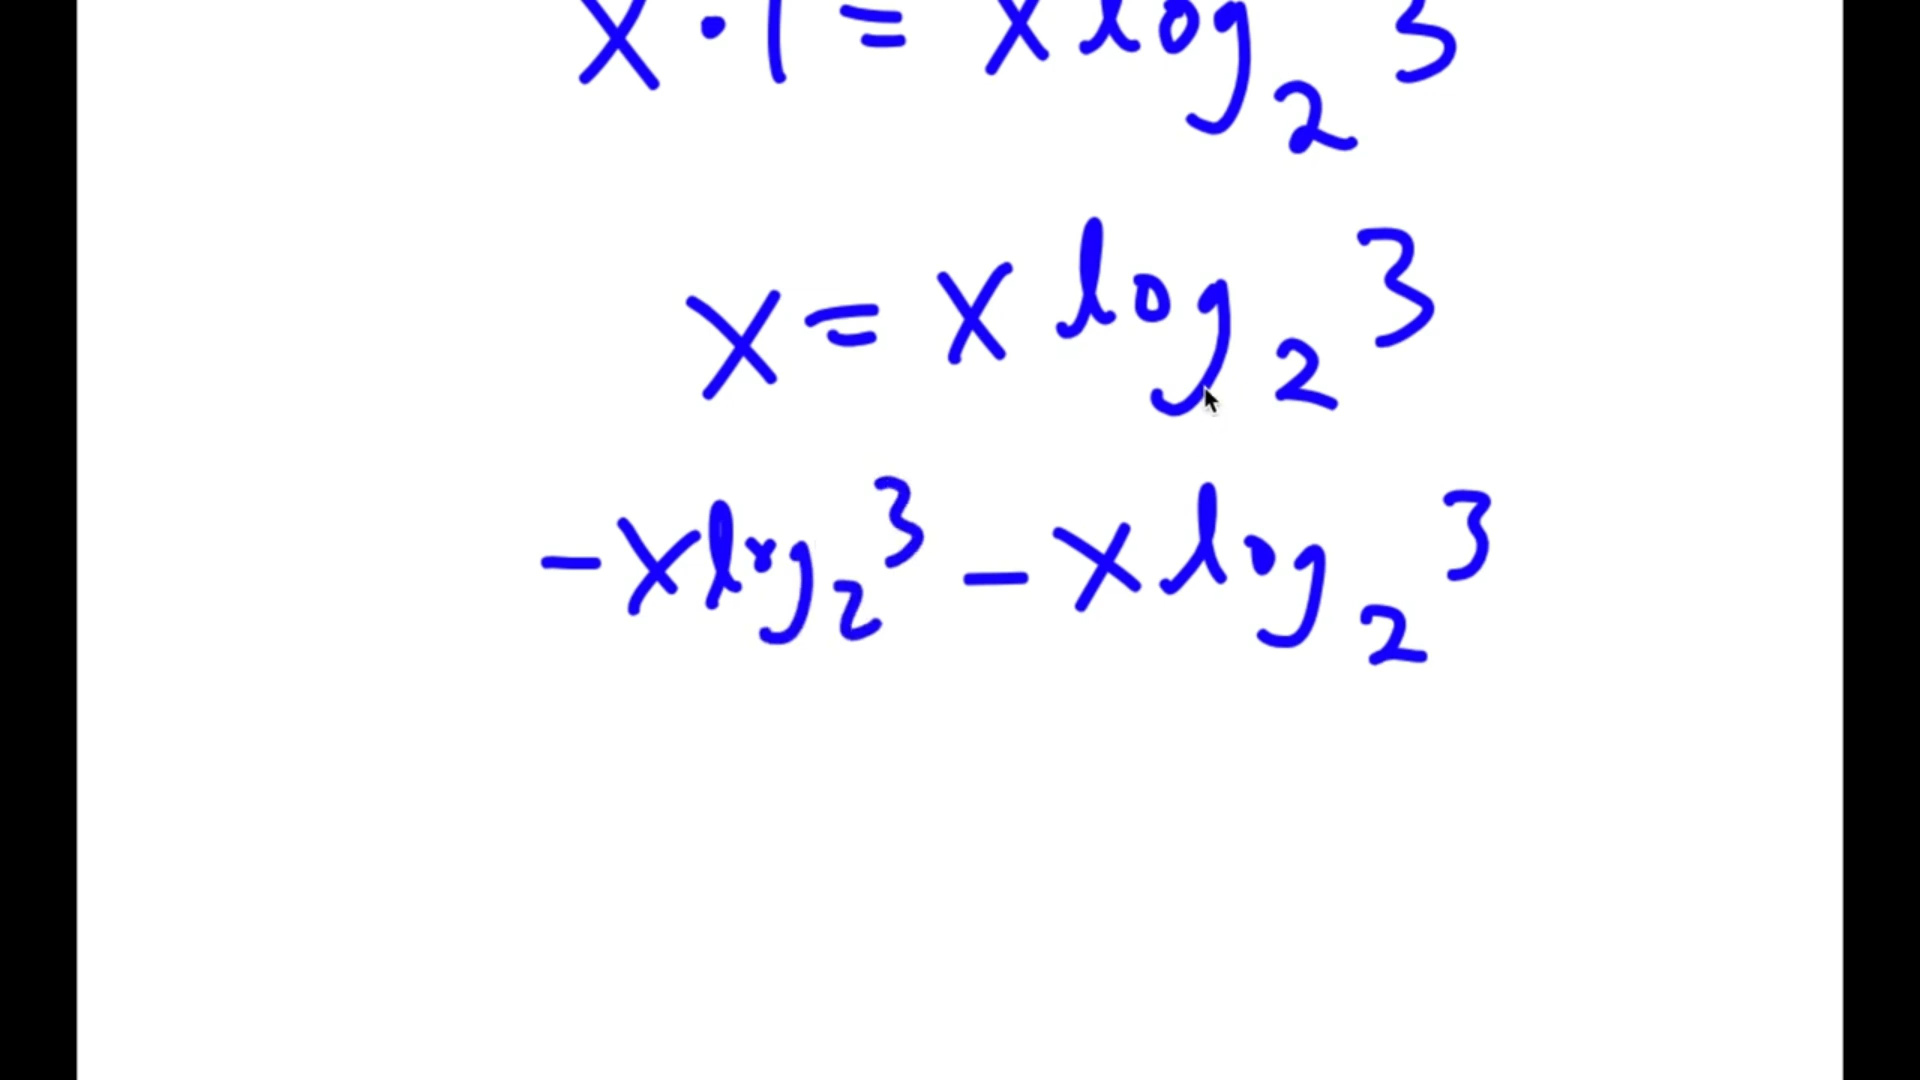 x · 1 = x log₂ 3
x = x log₂ 3
- x log₂ 3 - x log₂ 3